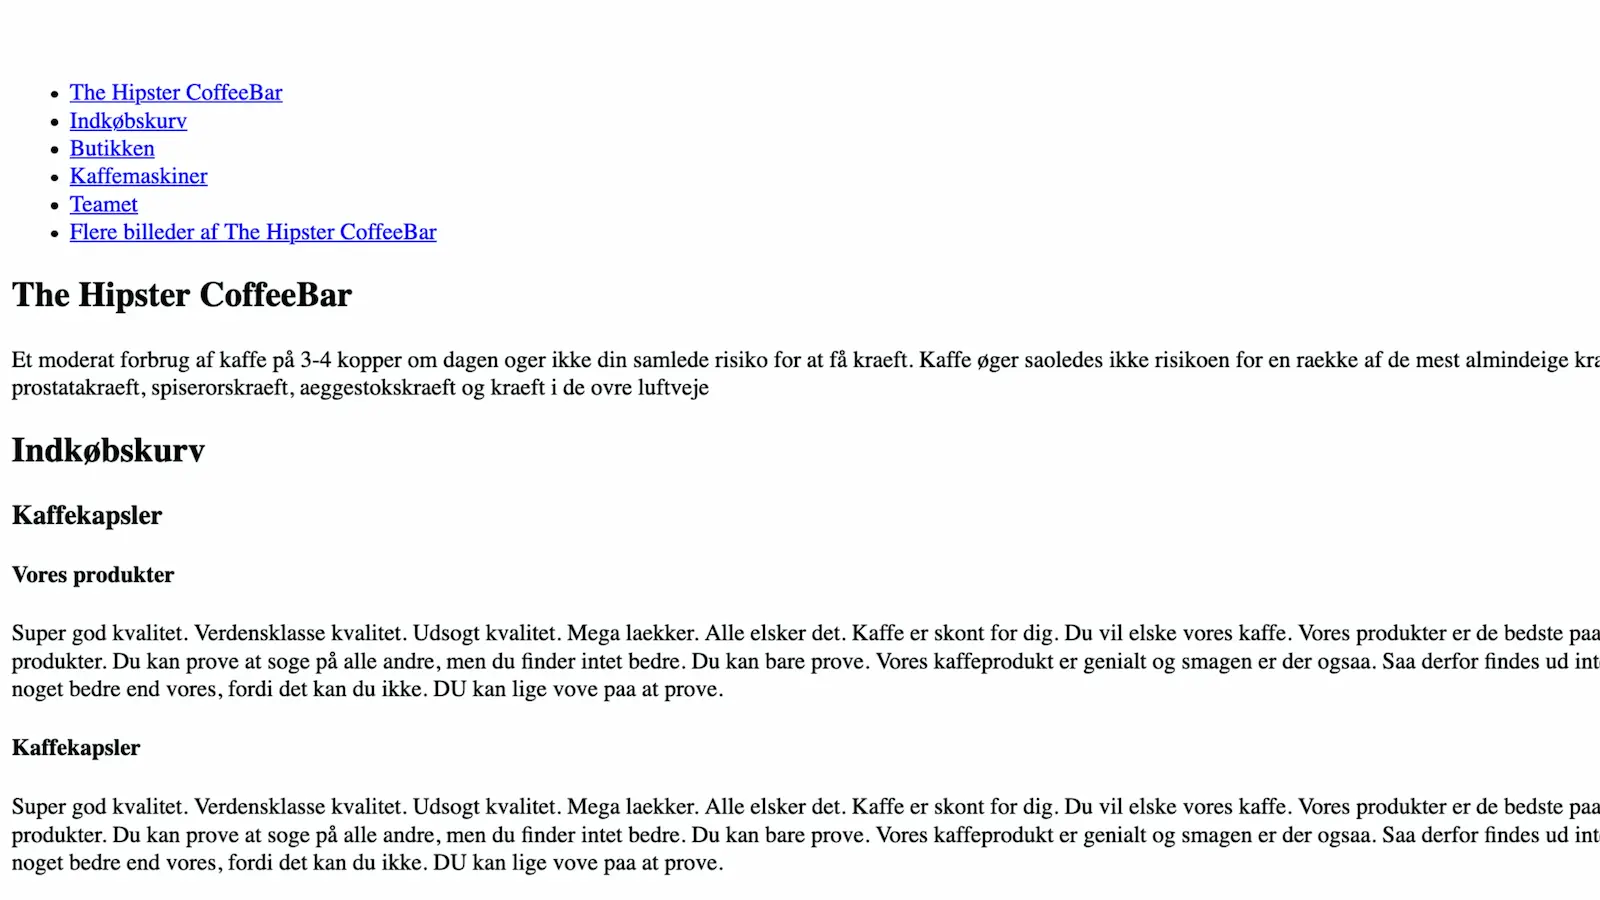 The Hipster CoffeeBar
Indkøbskurv
Butikken
Kaffemaskiner
Teamet
Flere billeder af The Hipster CoffeeBar
The Hipster CoffeeBar
Et moderat forbrug af kaffe på 3-4 kopper om dagen oger ikke din samlede risiko for at få kraeft. Kaffe øger saoledes ikke risikoen for en raekke af de mest almindeige
prostatakraeft, spiserorskraeft, aeggestokskraeft og kraeft i de ovre luftveje
Indkøbskurv
Kaffekapsler
Vores produkter
Super god kvalitet. Verdensklasse kvalitet. Udsogt kvalitet. Mega laekker. Alle elsker det. Kaffe er skont for dig. Du vil elske vores kaffe. Vores produkter er de bedste paa
produkter. Du kan prove at soge på alle andre, men du finder intet bedre. Du kan bare prove. Vores kaffeprodukt er genialt og smagen er der ogsaa. Saa derfor findes ud
noget bedre end vores, fordi det kan du ikke. DU kan lige vove paa at prove.
Kaffekapsler
Super god kvalitet. Verdensklasse kvalitet. Udsogt kvalitet. Mega laekker. Alle elsker det. Kaffe er skont for dig. Du vil elske vores kaffe. Vores produkter er de bedste paa
produkter. Du kan prove at soge på alle andre, men du finder intet bedre. Du kan bare prove. Vores kaffeprodukt er genialt og smagen er der ogsaa. Saa derfor findes ud
noget bedre end vores, fordi det kan du ikke. DU kan lige vove paa at prove.